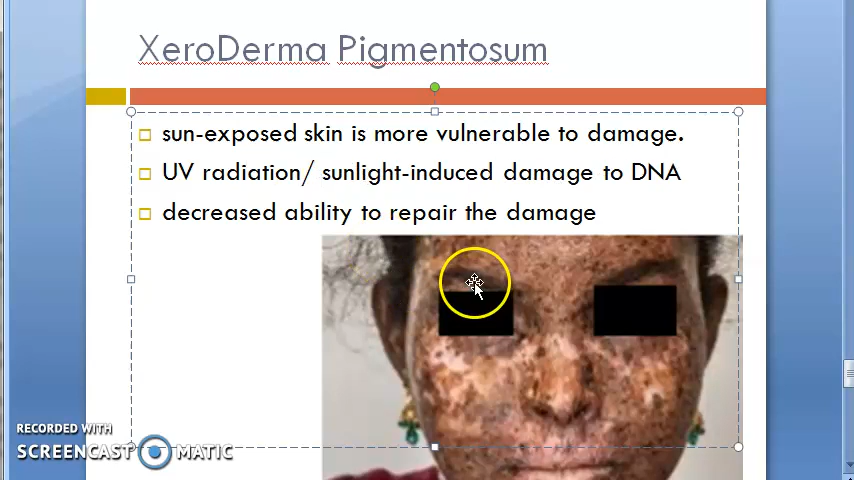 XeroDerma Pigmentosum
sun-exposed skin is more vulnerable to damage.
UV radiation/ sunlight-induced damage to DNA
decreased ability to repair the damage
RECORDED WITH
SCREENCAST MATIC